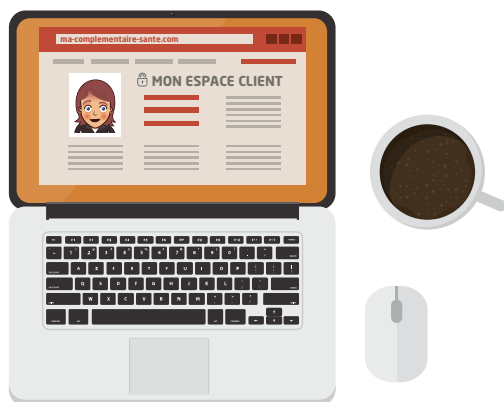 ma-complementaire-sante.com
MON ESPACE CLIENT
A Z E R T Y U I O P
Q S D F G H J K L M
W X C V B N